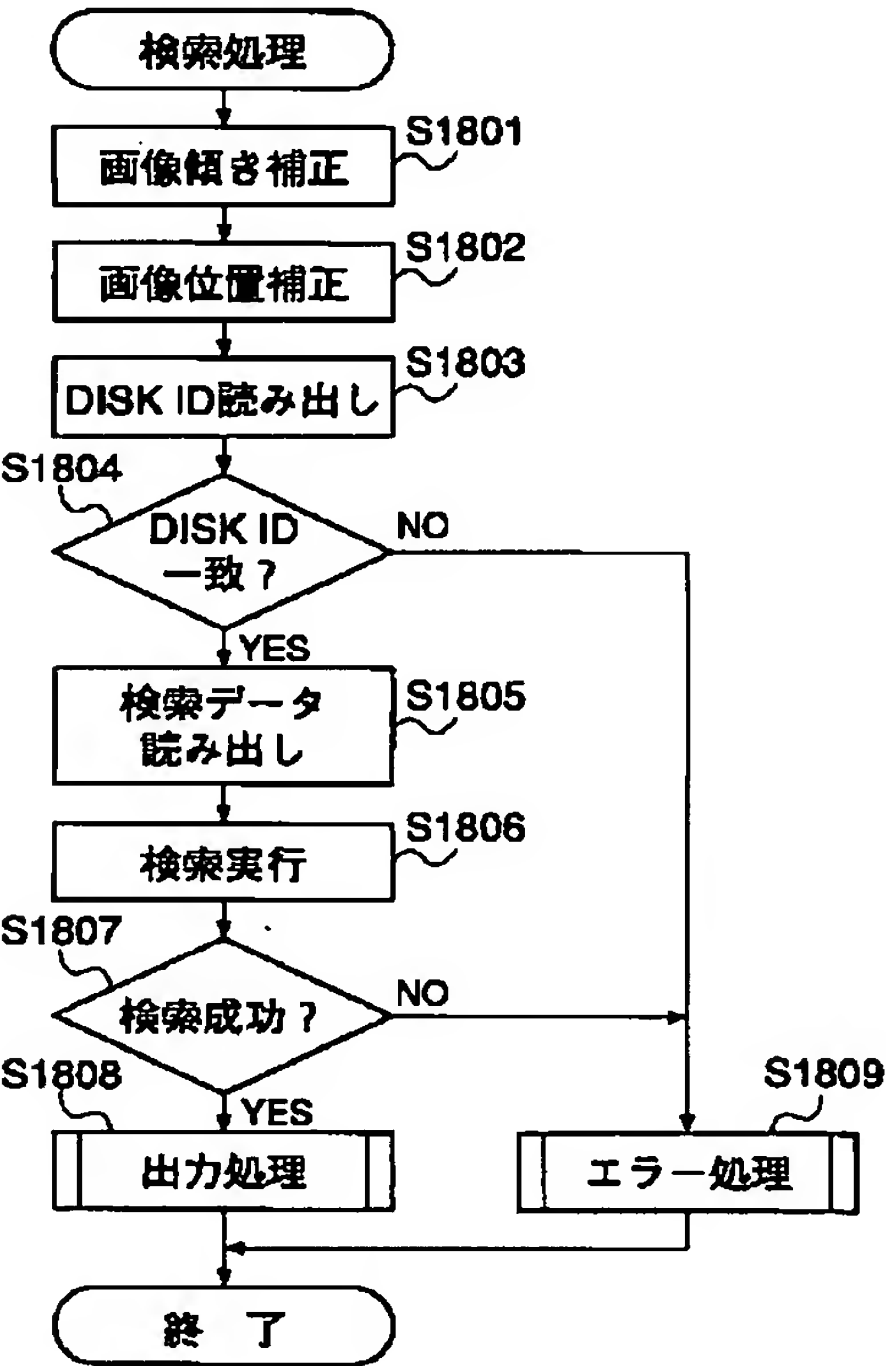 検索処理
S1801
画像傾き補正
S1802
画像位置補正
S1803
DISK ID読み出し
S1804
DISK ID
一致？
NO
YES
S1805
検索データ
読み出し
S1806
検索実行
S1807
検索成功？
NO
YES
S1808
出力処理
S1809
エラー処理
終 了